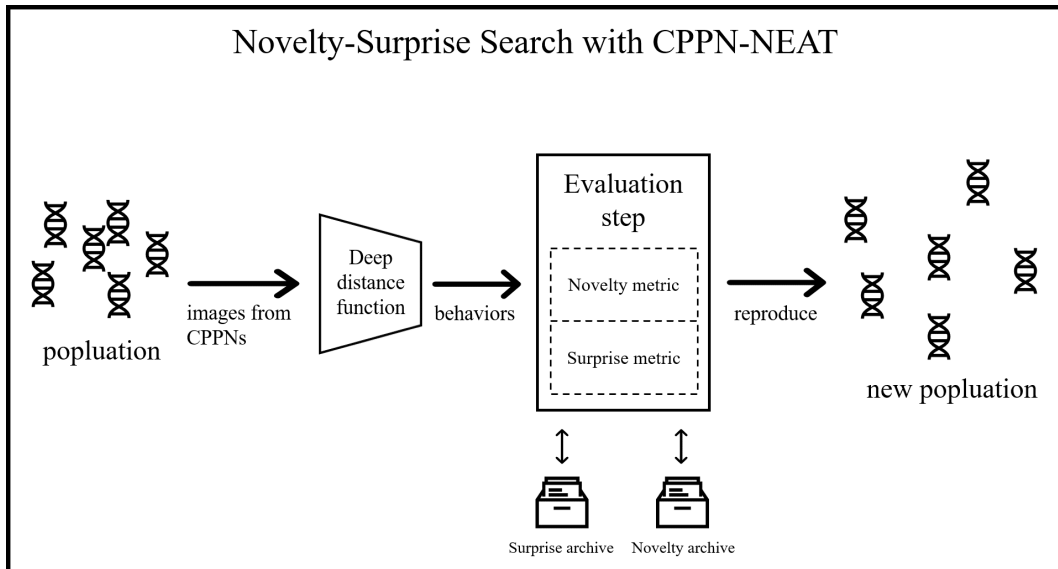 Novelty-Surprise Search with CPPN-NEAT
popluation
images from
CPPNs
Deep
distance
function
behaviors
Evaluation
step
Novelty metric
Surprise metric
reproduce
new popluation
Surprise archive
Novelty archive